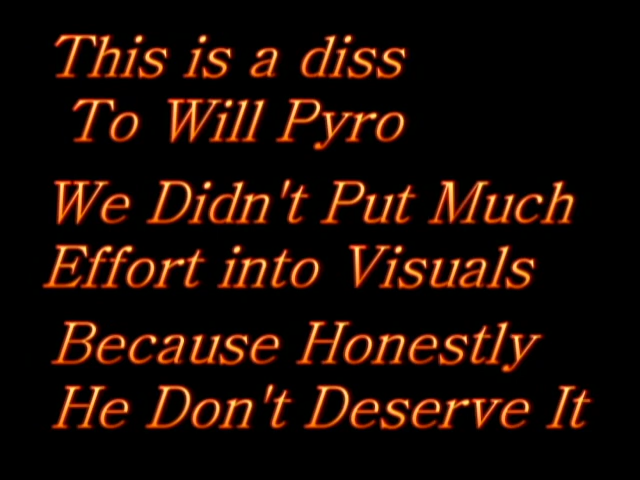 This is a diss
To Will Pyro
We Didn't Put Much
Effort into Visuals
Because Honestly
He Don't Deserve It